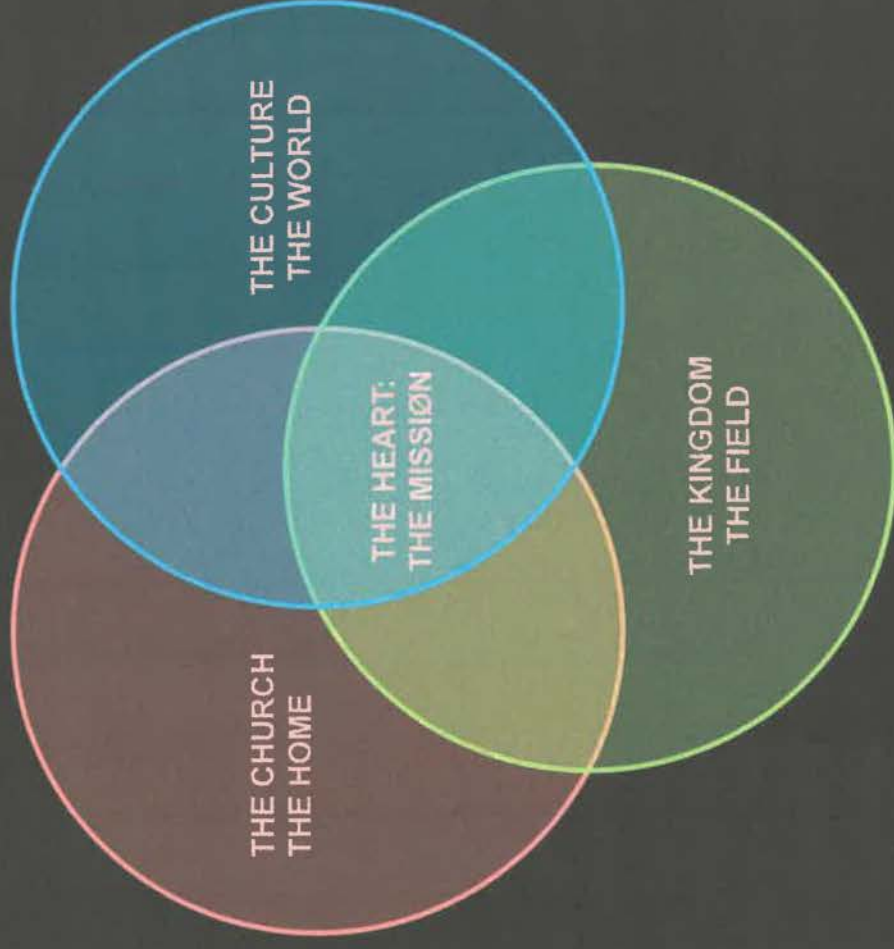 THE CHURCH
THE HOME
THE CULTURE
THE WORLD
THE HEART:
THE MISSIØN
THE KINGDOM
THE FIELD